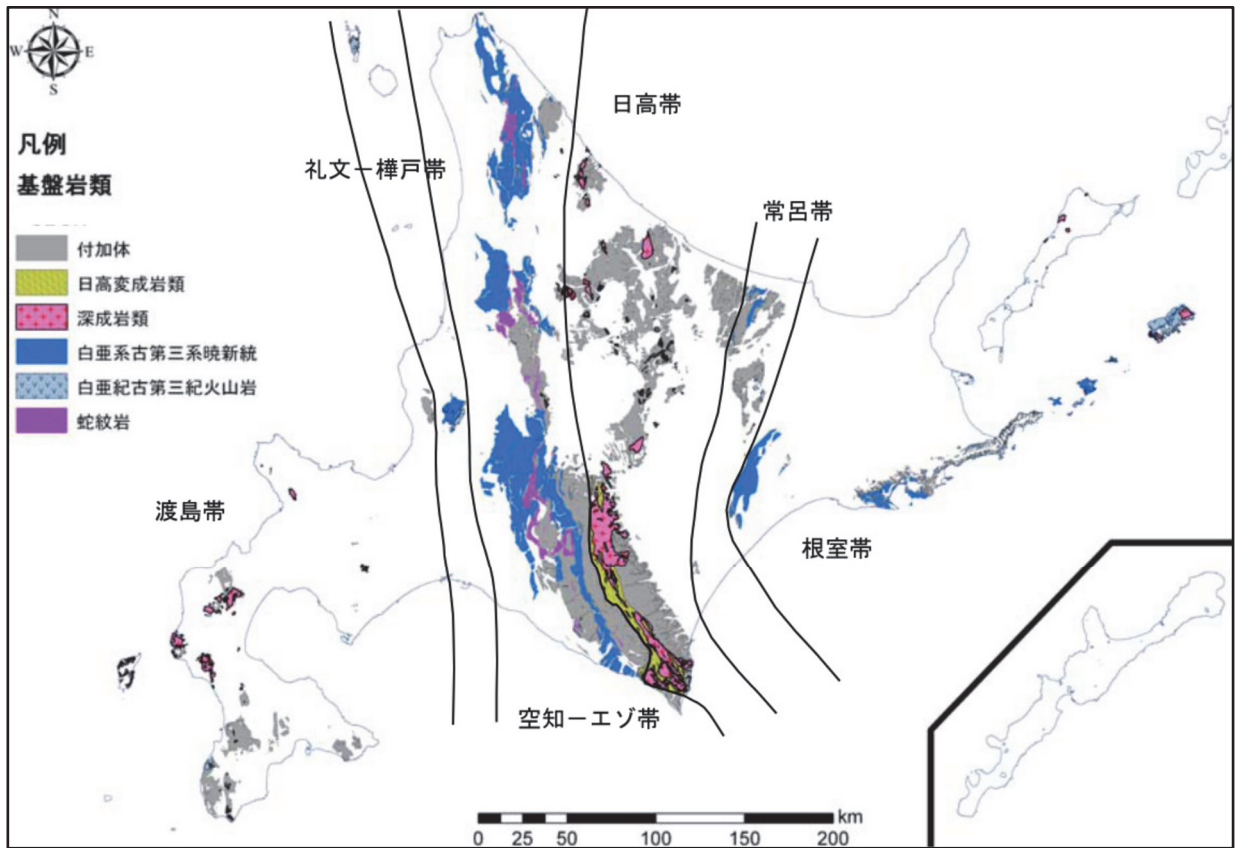 N
W E
S
日高帯
凡例
礼文－樺戸帯
基盤岩類
常呂帯
付加体
日高変成岩類
深成岩類
白亜系古第三系暁新統
白亜紀古第三紀火山岩
蛇紋岩
渡島帯
根室帯
空知－エゾ帯
km
0 25 50 100 150 200